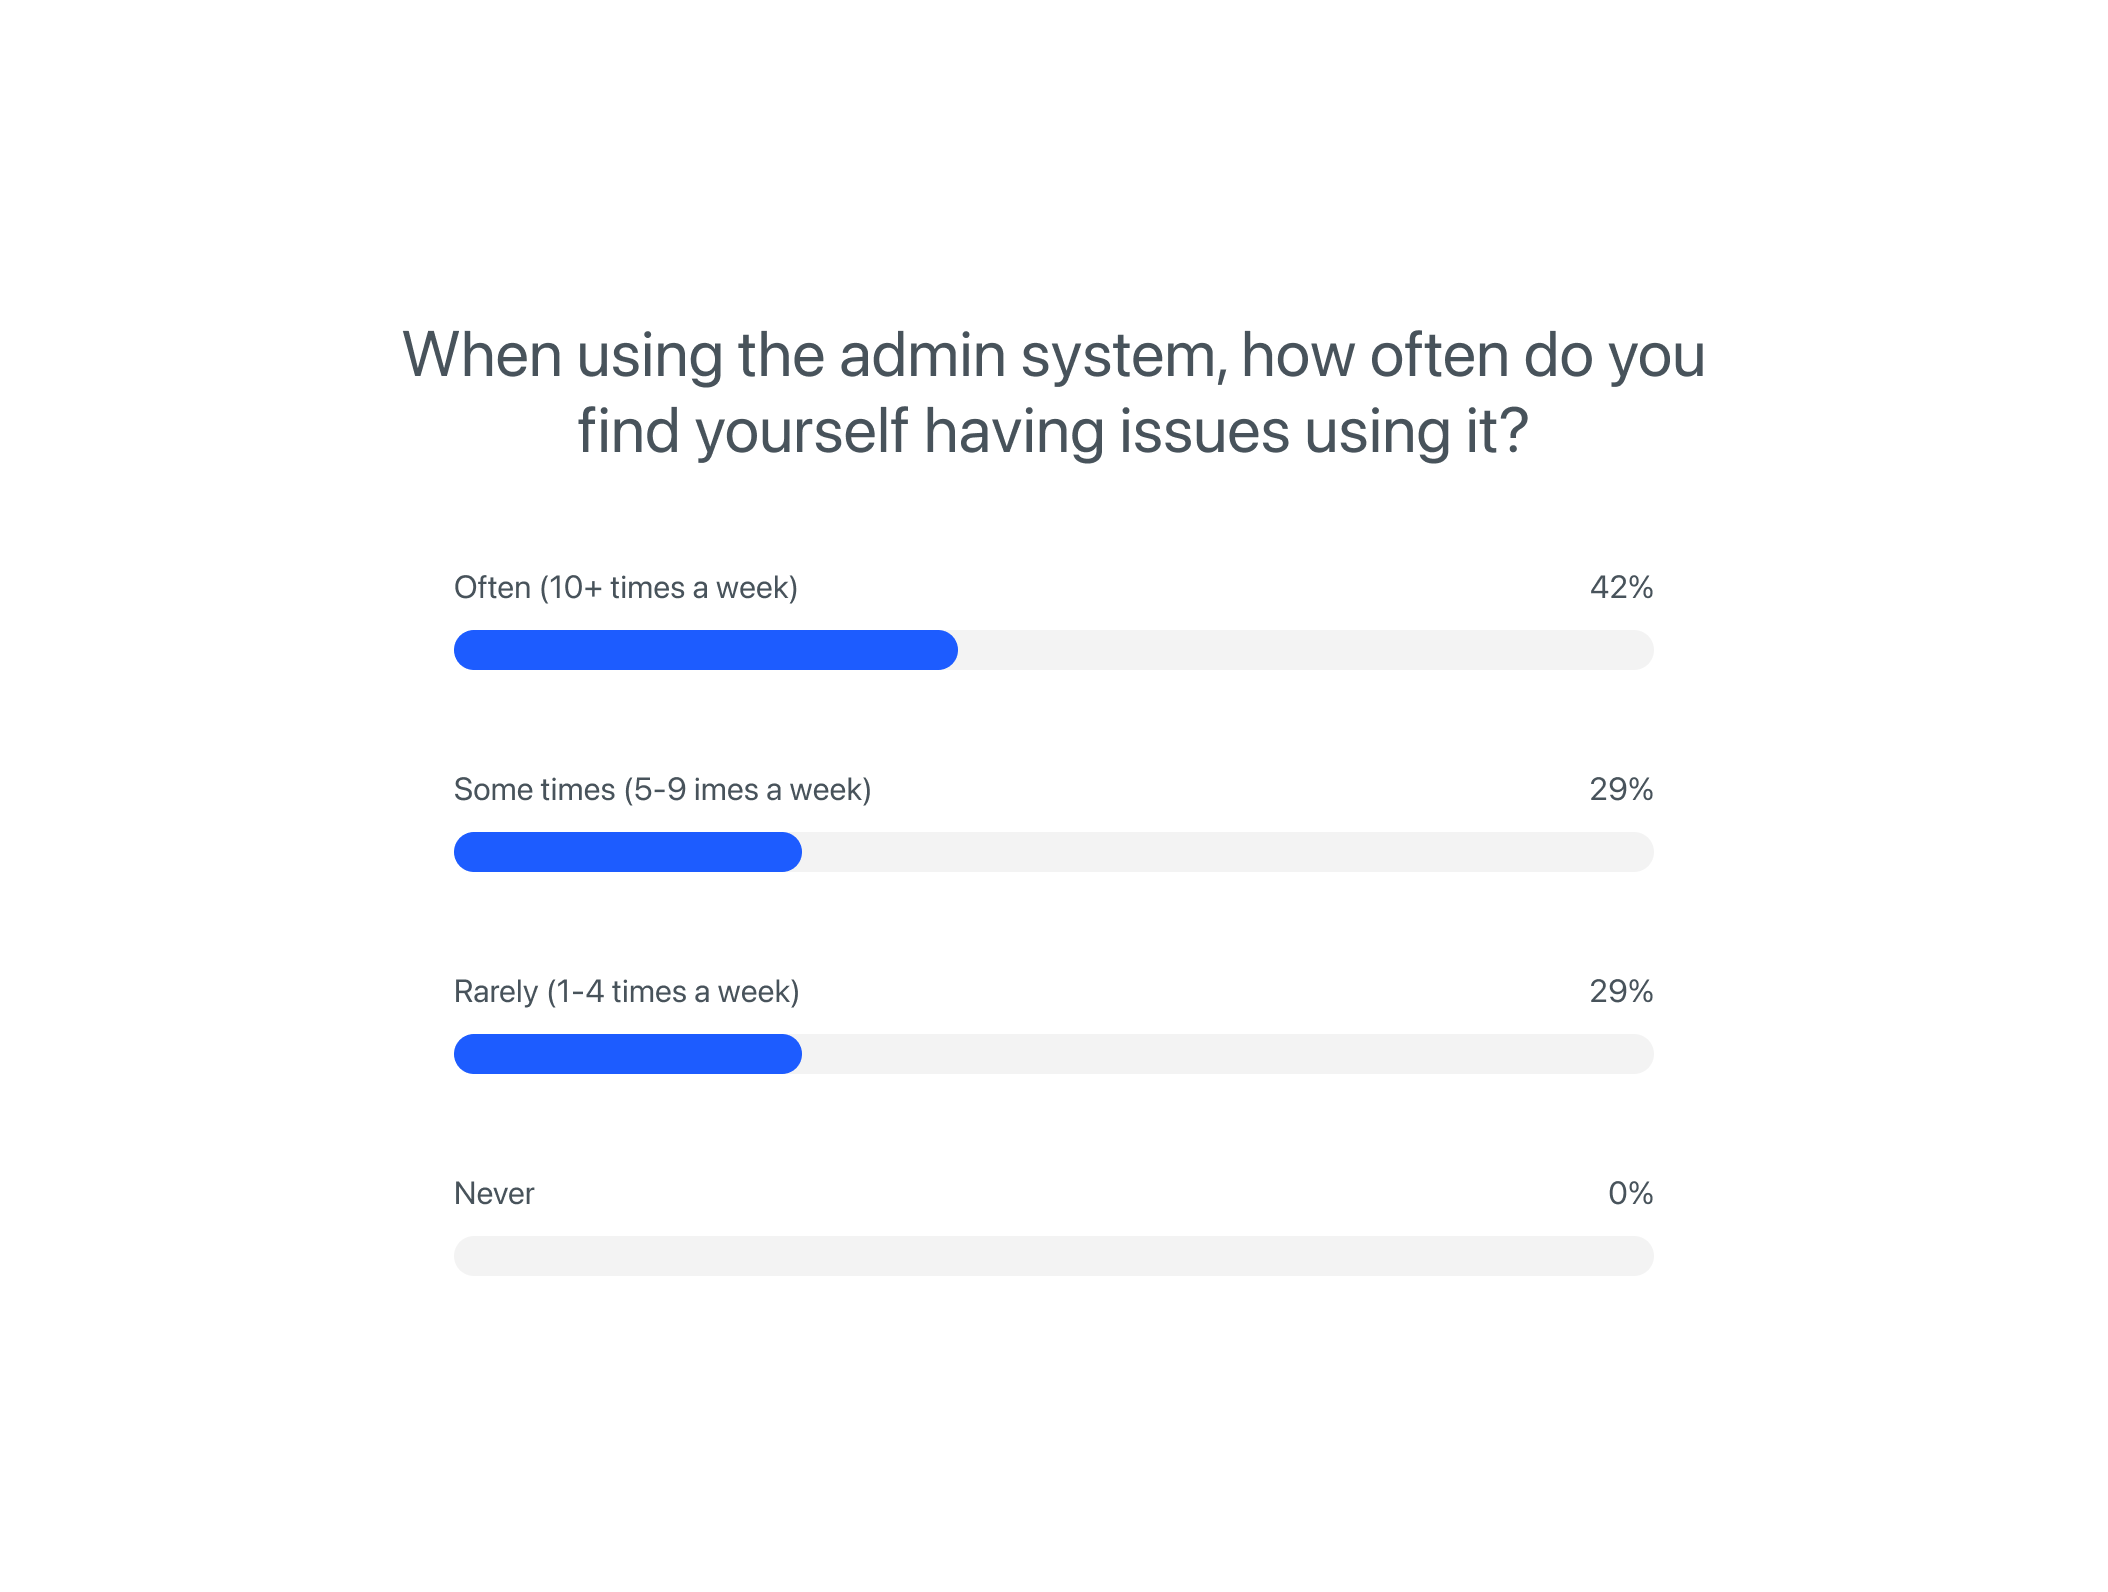 When using the admin system, how often do you
find yourself having issues using it?
Often (10+ times a week) 42%
Some times (5-9 imes a week) 29%
Rarely (1-4 times a week) 29%
Never 0%